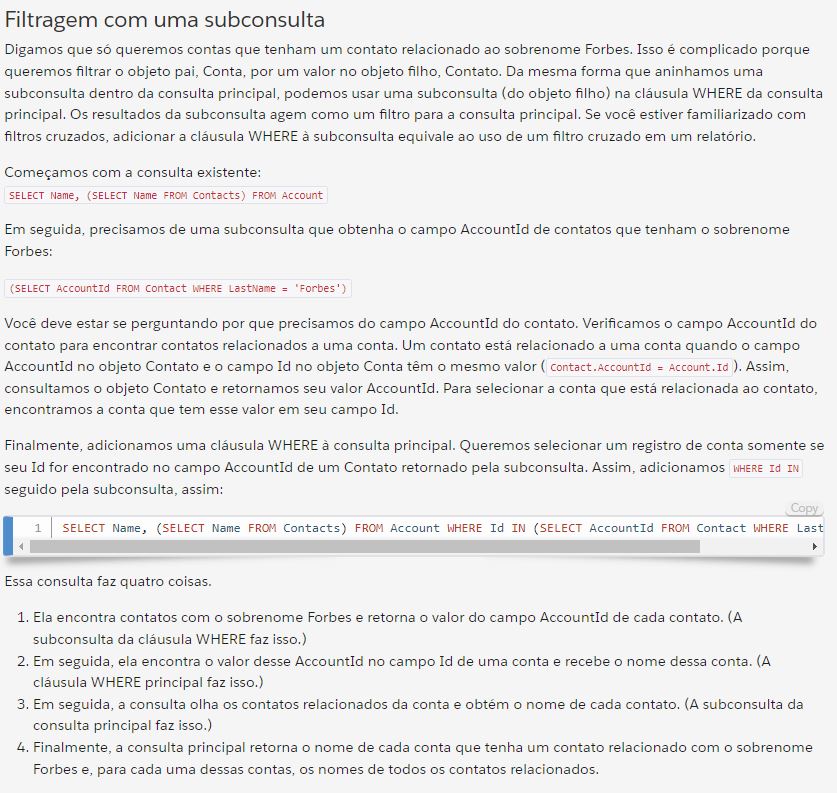 Filtragem com uma subconsulta
Digamos que só queremos contas que tenham um contato relacionado ao sobrenome Forbes. Isso é complicado porque
queremos filtrar o objeto pai, Conta, por um valor no objeto filho, Contato. Da mesma forma que aninhamos uma
subconsulta dentro da consulta principal, podemos usar uma subconsulta (do objeto filho) na cláusula WHERE da consulta
principal. Os resultados da subconsulta agem como um filtro para a consulta principal. Se você estiver familiarizado com
filtros cruzados, adicionar a cláusula WHERE à subconsulta equivale ao uso de um filtro cruzado em um relatório.
Começamos com a consulta existente:
SELECT Name, (SELECT Name FROM Contacts) FROM Account
Em seguida, precisamos de uma subconsulta que obtenha o campo AccountId de contatos que tenham o sobrenome
Forbes:
(SELECT AccountId FROM Contact WHERE LastName = 'Forbes')
Você deve estar se perguntando por que precisamos do campo AccountId do contato. Verificamos o campo AccountId do
contato para encontrar contatos relacionados a uma conta. Um contato está relacionado a uma conta quando o campo
AccountId no objeto Contato e o campo Id no objeto Conta têm o mesmo valor ( Contact.AccountId = Account.Id ). Assim,
consultamos o objeto Contato e retornamos seu valor AccountId. Para selecionar a conta que está relacionada ao contato,
encontramos a conta que tem esse valor em seu campo Id.
Finalmente, adicionamos uma cláusula WHERE à consulta principal. Queremos selecionar um registro de conta somente se
seu Id for encontrado no campo AccountId de um Contato retornado pela subconsulta. Assim, adicionamos WHERE Id IN
seguido pela subconsulta, assim:
Copy
1 SELECT Name, (SELECT Name FROM Contacts) FROM Account WHERE Id IN (SELECT AccountId FROM Contact WHERE Last
Essa consulta faz quatro coisas.
1. Ela encontra contatos com o sobrenome Forbes e retorna o valor do campo AccountId de cada contato. (A
subconsulta da cláusula WHERE faz isso.)
2. Em seguida, ela encontra o valor desse AccountId no campo Id de uma conta e recebe o nome dessa conta. (A
cláusula WHERE principal faz isso.)
3. Em seguida, a consulta olha os contatos relacionados da conta e obtém o nome de cada contato. (A subconsulta da
consulta principal faz isso.)
4. Finalmente, a consulta principal retorna o nome de cada conta que tenha um contato relacionado com o sobrenome
Forbes e, para cada uma dessas contas, os nomes de todos os contatos relacionados.